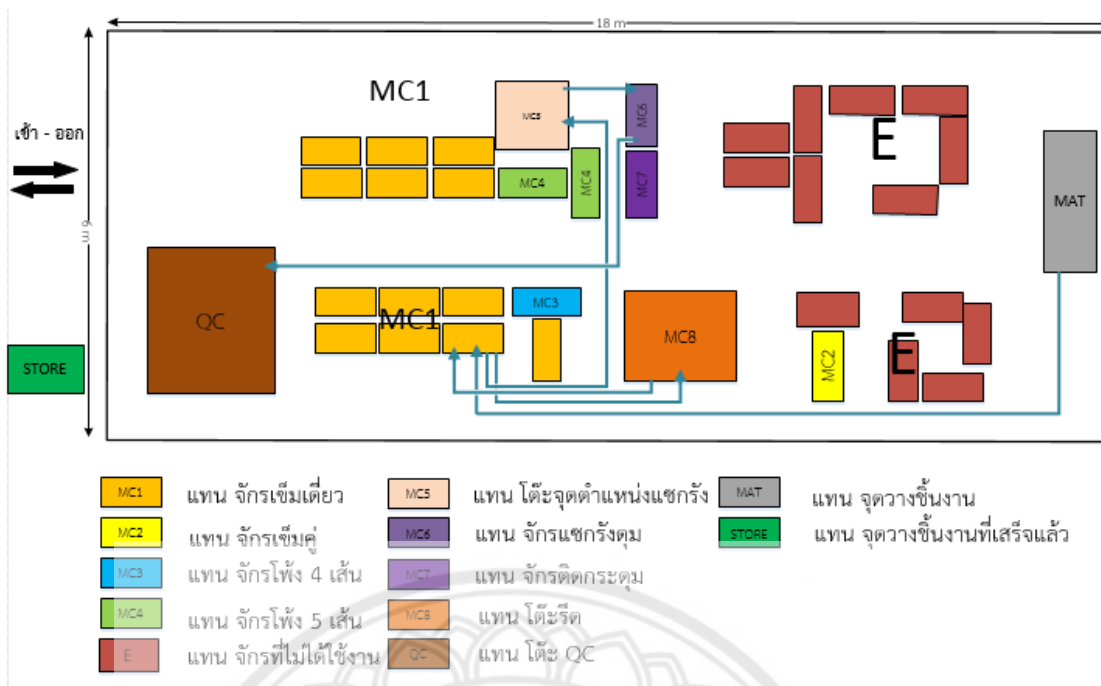 18 m
MC1
MC5
MC6
เข้า - ออก
E
MC4
MC4
MC7
MAT
6 m
QC
MC3
MC1
MC8
MC2
E
STORE
MC1 แทน จักรเข็มเดี่ยว
MC5 แทน โต๊ะจุดตำแหน่งแซกรัง
MAT แทน จุดวางชิ้นงาน
MC2 แทน จักรเข็มคู่
MC6 แทน จักรแซกรังดุม
STORE แทน จุดวางชิ้นงานที่เสร็จแล้ว
MC3 แทน จักรโพ้ง 4 เส้น
MC7 แทน จักรติดกระดุม
MC4 แทน จักรโพ้ง 5 เส้น
MC8 แทน โต๊ะรีด
E แทน จักรที่ไม่ได้ใช้งาน
QC แทน โต๊ะ QC